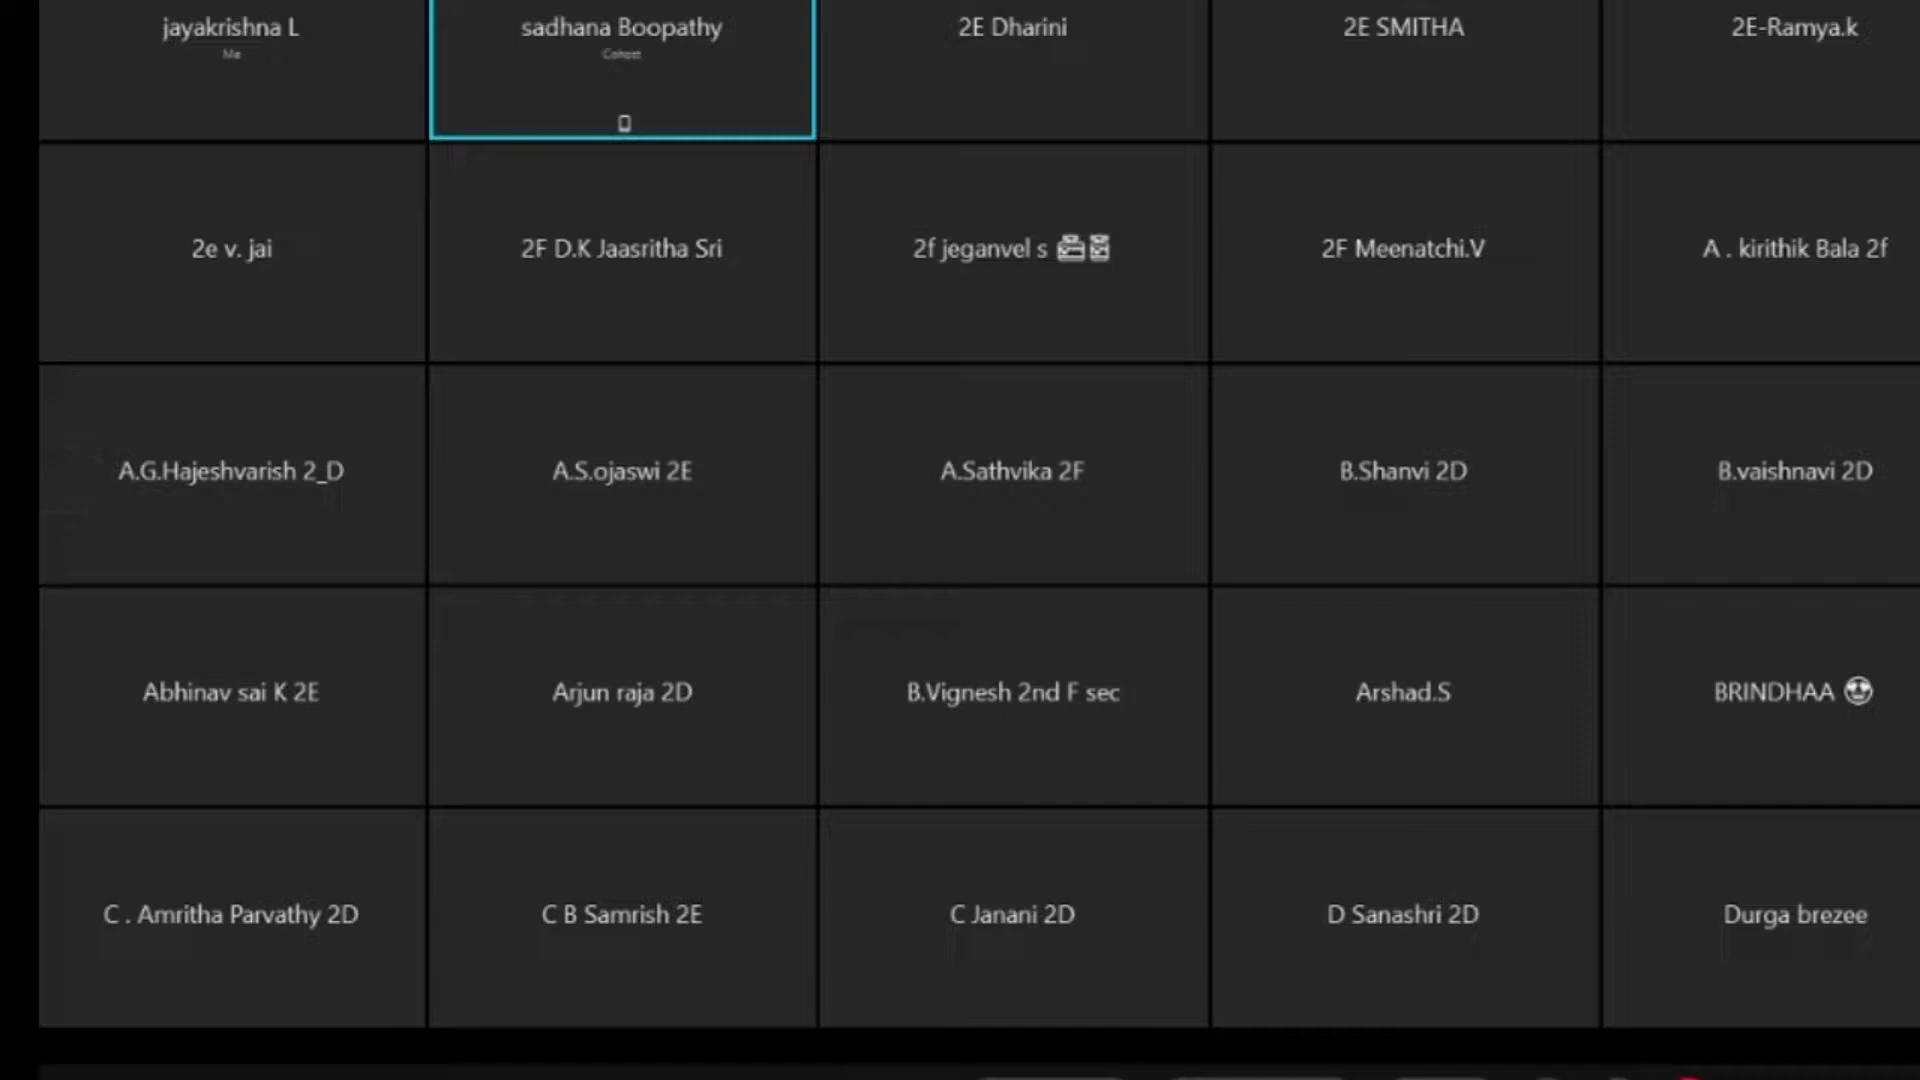 jayakrishna L
Me
sadhana Boopathy
Cohost
2E Dharini
2E SMITHA
2E-Ramya.k
2e v. jai
2F D.K Jaasritha Sri
2f jeganvel s
2F Meenatchi.V
A . kirithik Bala 2f
A.G.Hajeshvarish 2_D
A.S.ojaswi 2E
A.Sathvika 2F
B.Shanvi 2D
B.vaishnavi 2D
Abhinav sai K 2E
Arjun raja 2D
B.Vignesh 2nd F sec
Arshad.S
BRINDHAA 😍
C . Amritha Parvathy 2D
C B Samrish 2E
C Janani 2D
D Sanashri 2D
Durga brezee